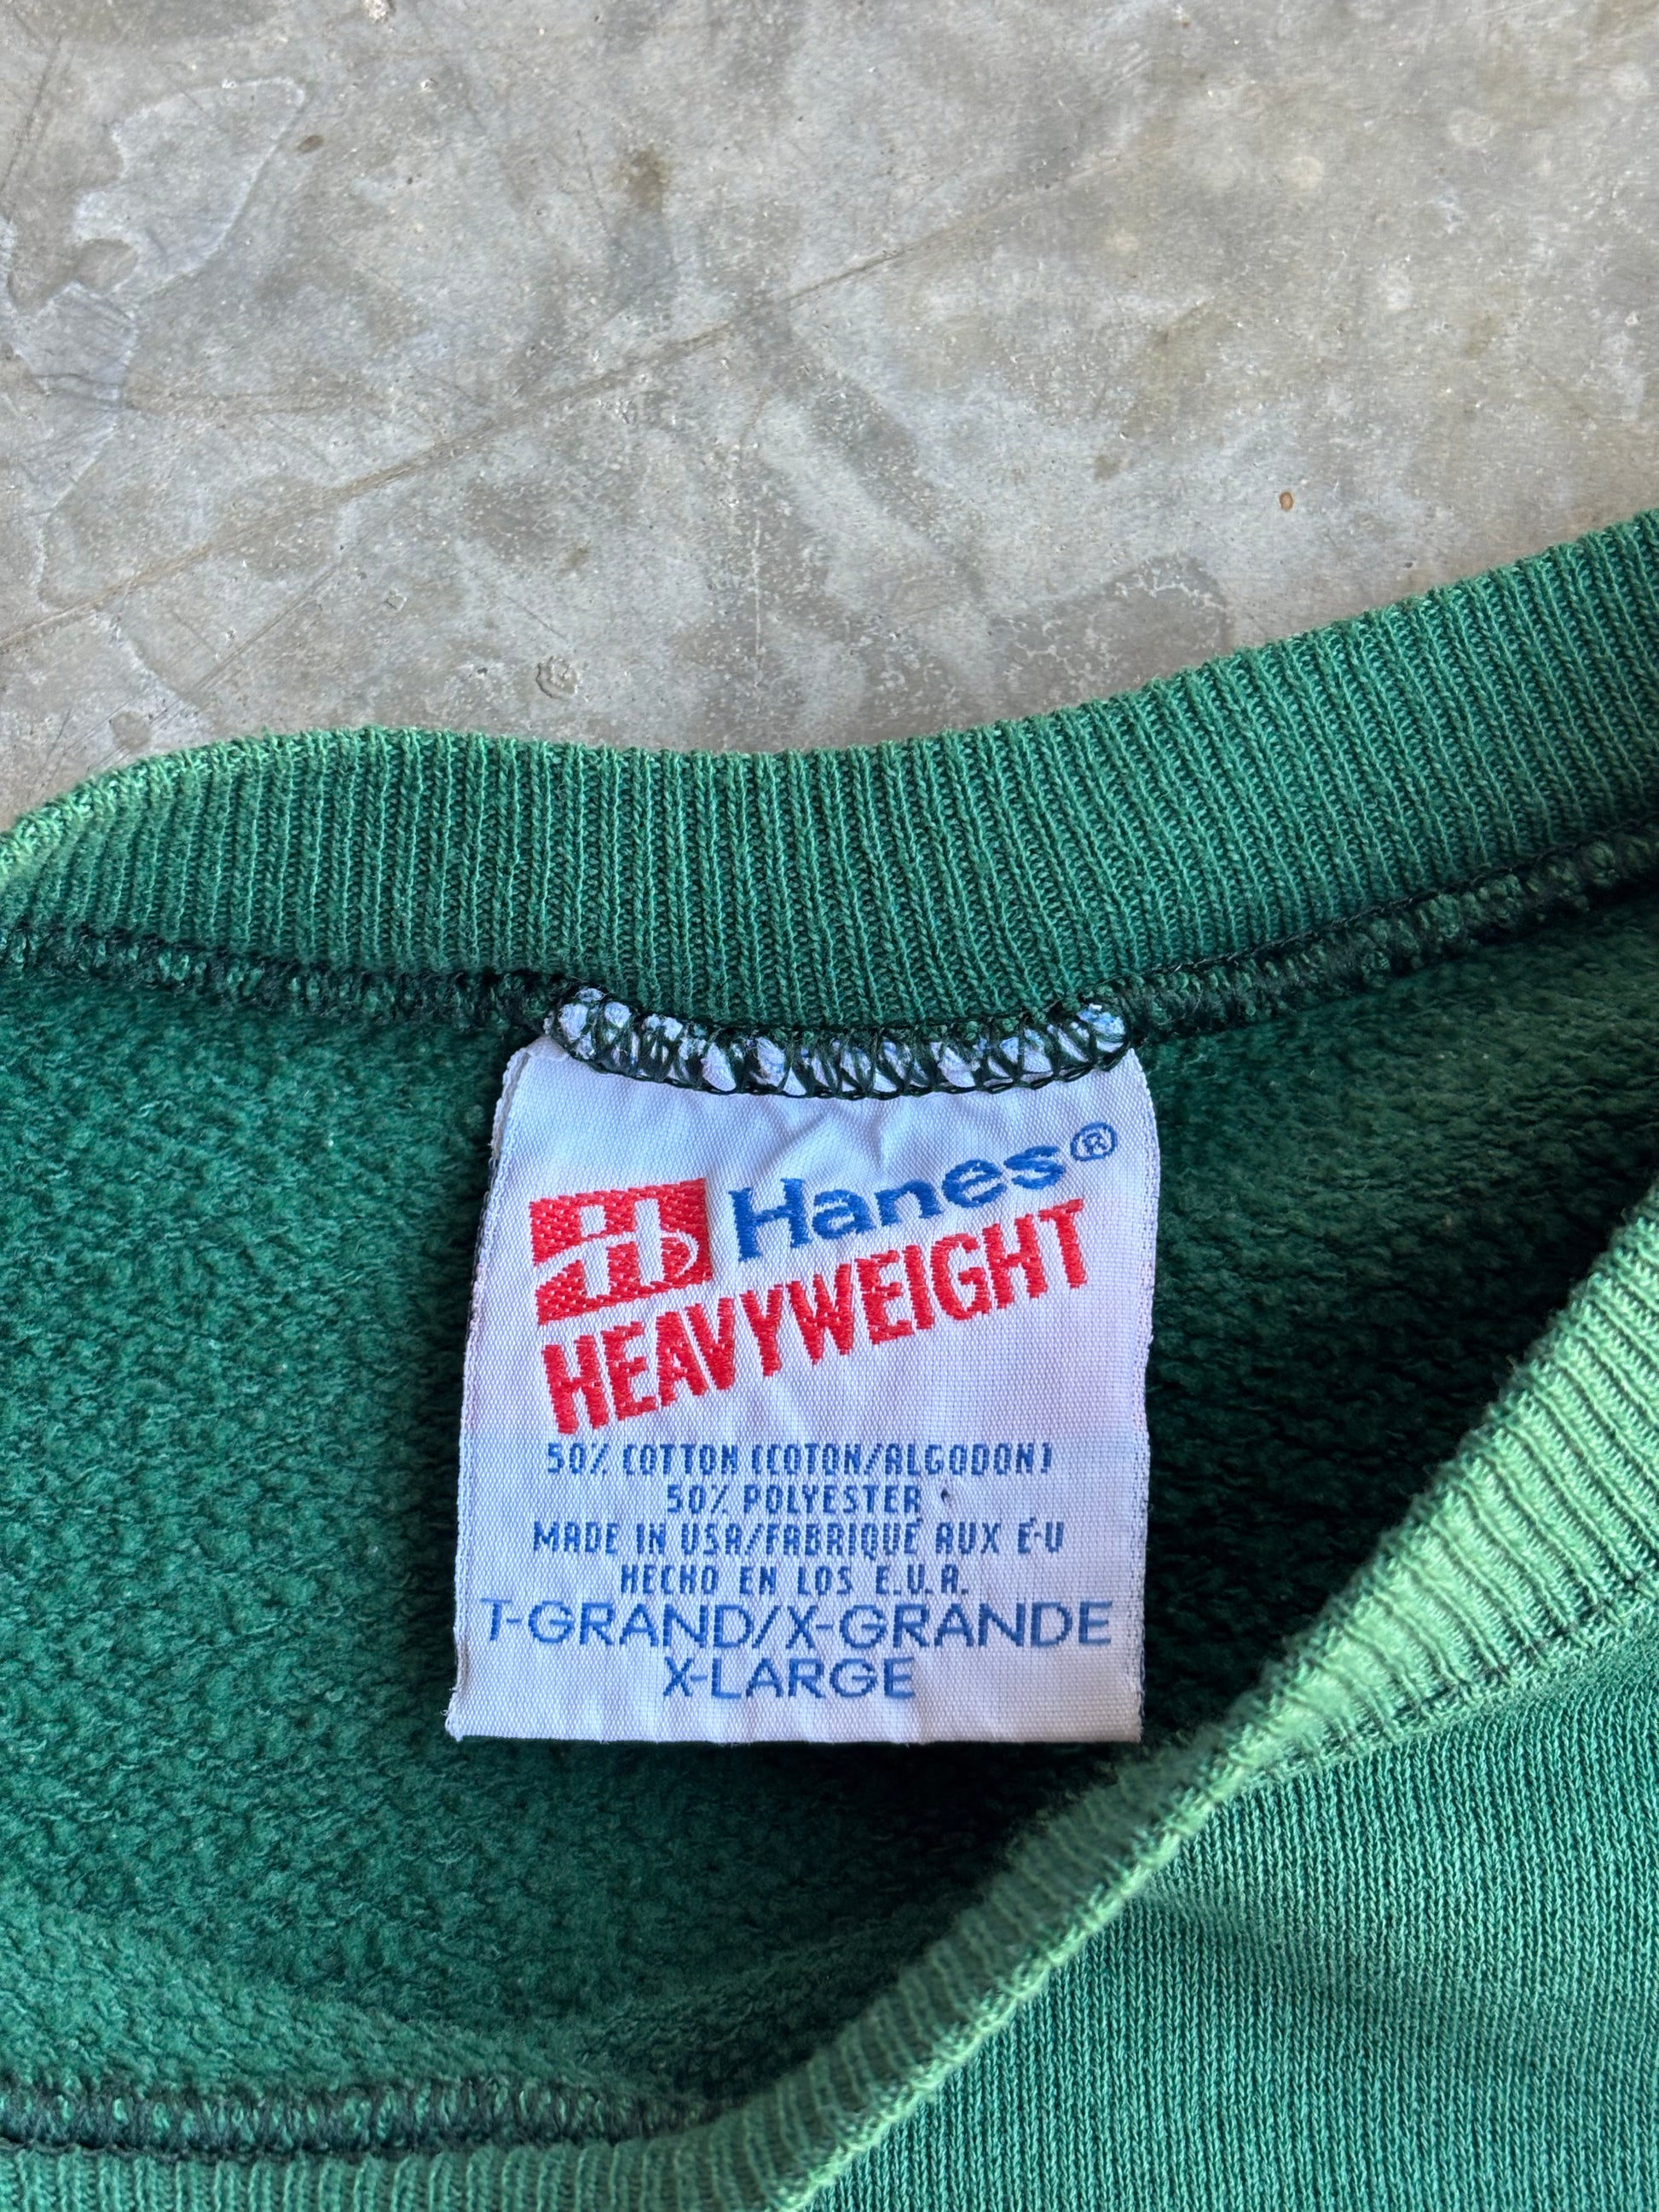 Hanes®
HEAVYWEIGHT
50% COTTON (COTON/ALGODON)
50% POLYESTER
MADE IN USA/FABRIQUÉ AUX É-U
HECHO EN LOS E.U.A.
T-GRAND/X-GRANDE
X-LARGE